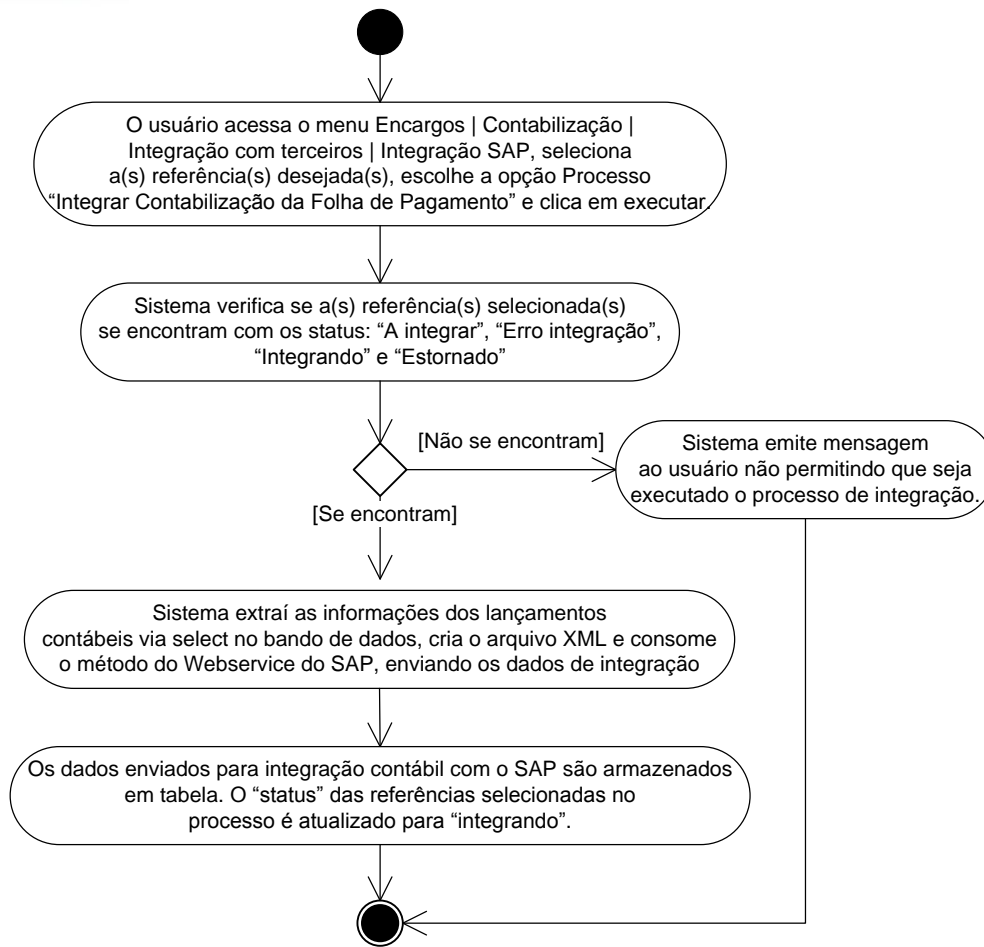 O usuário acessa o menu Encargos | Contabilização |
Integração com terceiros | Integração SAP, seleciona
a(s) referência(s) desejada(s), escolhe a opção Processo
“Integrar Contabilização da Folha de Pagamento” e clica em executar.
Sistema verifica se a(s) referência(s) selecionada(s)
se encontram com os status: “A integrar”, “Erro integração”,
“Integrando” e “Estornado”
[Não se encontram]
Sistema emite mensagem
ao usuário não permitindo que seja
executado o processo de integração.
[Se encontram]
Sistema extraí as informações dos lançamentos
contábeis via select no bando de dados, cria o arquivo XML e consome
o método do Webservice do SAP, enviando os dados de integração
Os dados enviados para integração contábil com o SAP são armazenados
em tabela. O “status” das referências selecionadas no
processo é atualizado para “integrando”.